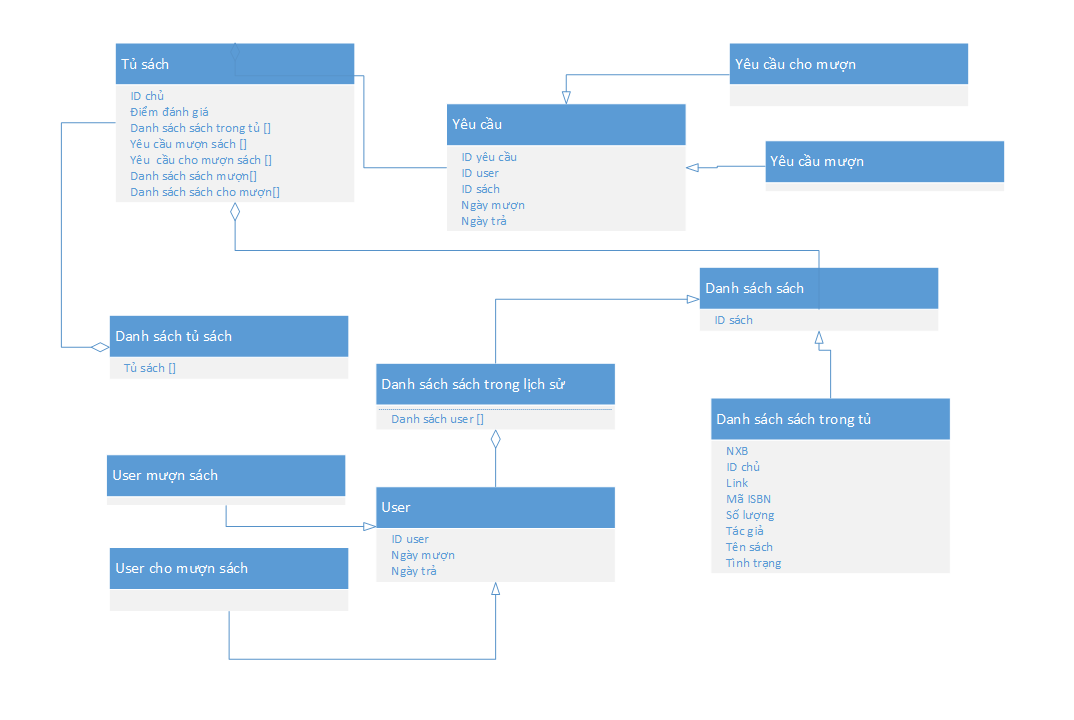 Tủ sách
ID chủ
Điểm đánh giá
Danh sách sách trong tủ []
Yêu cầu mượn sách []
Yêu  cầu cho mượn sách []
Danh sách sách mượn[]
Danh sách sách cho mượn[]
Yêu cầu
ID yêu cầu
ID user
ID sách
Ngày mượn
Ngày trả
Yêu cầu cho mượn
Yêu cầu mượn
Danh sách sách
ID sách
Danh sách tủ sách
Tủ sách []
Danh sách sách trong lịch sử
Danh sách user []
Danh sách sách trong tủ
NXB
ID chủ
Link
Mã ISBN
Số lượng
Tác giả
Tên sách
Tình trạng
User mượn sách
User
ID user
Ngày mượn
Ngày trả
User cho mượn sách